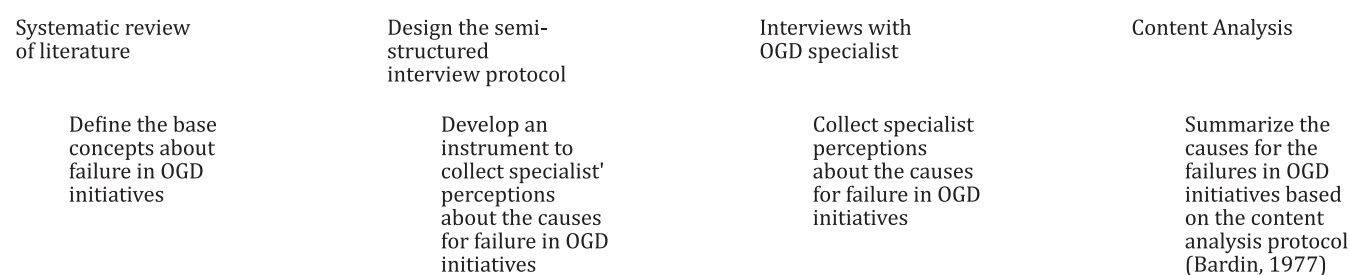 Systematic review
of literature
Define the base
concepts about
failure in OGD
initiatives
Design the semi-
structured
interview protocol
Develop an
instrument to
collect specialist'
perceptions
about the causes
for failure in OGD
initiatives
Interviews with
OGD specialist
Collect specialist
perceptions
about the causes
for failure in OGD
initiatives
Content Analysis
Summarize the
causes for the
failures in OGD
initiatives based
on the content
analysis protocol
(Bardin, 1977)